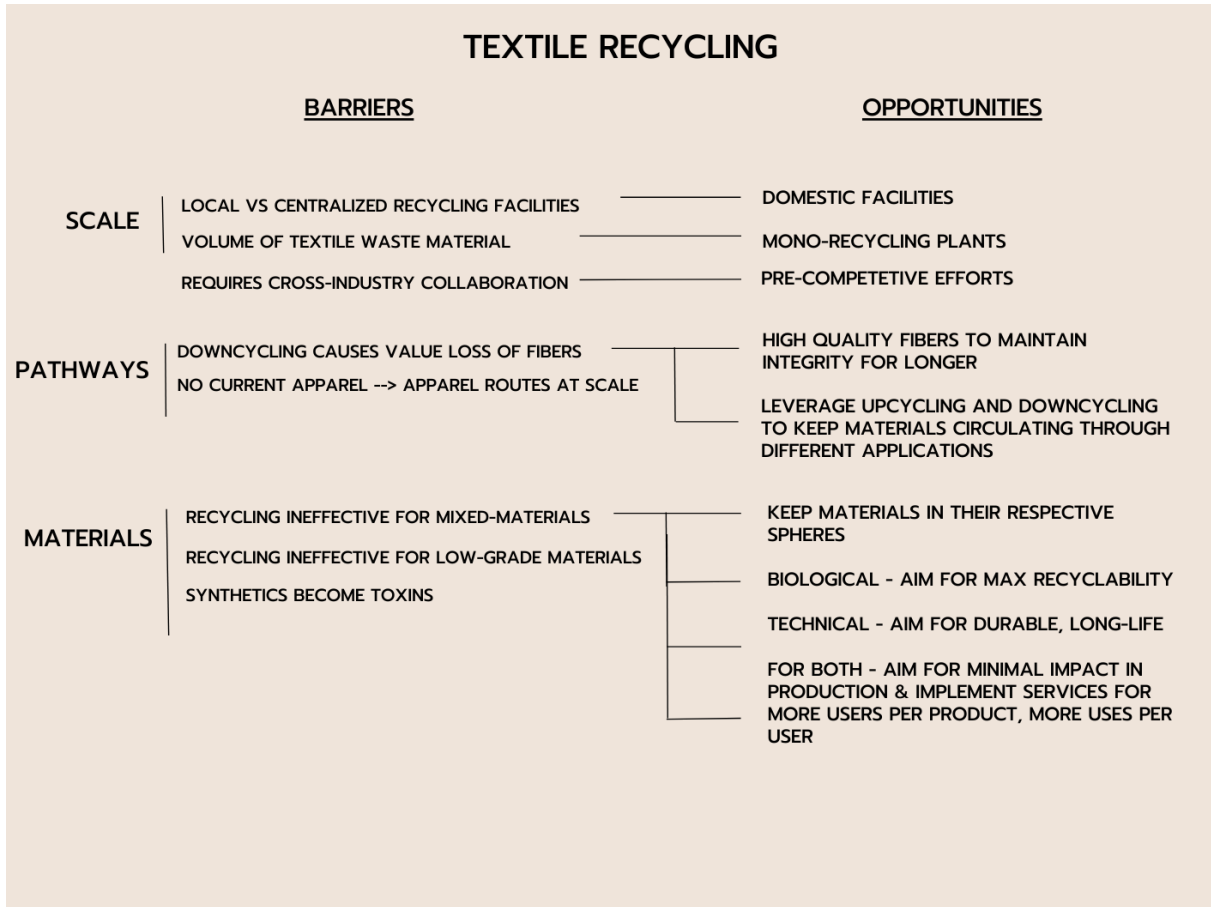 TEXTILE RECYCLING
BARRIERS
OPPORTUNITIES
SCALE
LOCAL VS CENTRALIZED RECYCLING FACILITIES
DOMESTIC FACILITIES
VOLUME OF TEXTILE WASTE MATERIAL
MONO-RECYCLING PLANTS
REQUIRES CROSS-INDUSTRY COLLABORATION
PRE-COMPETETIVE EFFORTS
PATHWAYS
DOWNCYCLING CAUSES VALUE LOSS OF FIBERS
NO CURRENT APPAREL --> APPAREL ROUTES AT SCALE
HIGH QUALITY FIBERS TO MAINTAIN
INTEGRITY FOR LONGER
LEVERAGE UPCYCLING AND DOWNCYCLING
TO KEEP MATERIALS CIRCULATING THROUGH
DIFFERENT APPLICATIONS
MATERIALS
RECYCLING INEFFECTIVE FOR MIXED-MATERIALS
RECYCLING INEFFECTIVE FOR LOW-GRADE MATERIALS
SYNTHETICS BECOME TOXINS
KEEP MATERIALS IN THEIR RESPECTIVE
SPHERES
BIOLOGICAL - AIM FOR MAX RECYCLABILITY
TECHNICAL - AIM FOR DURABLE, LONG-LIFE
FOR BOTH - AIM FOR MINIMAL IMPACT IN
PRODUCTION & IMPLEMENT SERVICES FOR
MORE USERS PER PRODUCT, MORE USES PER
USER